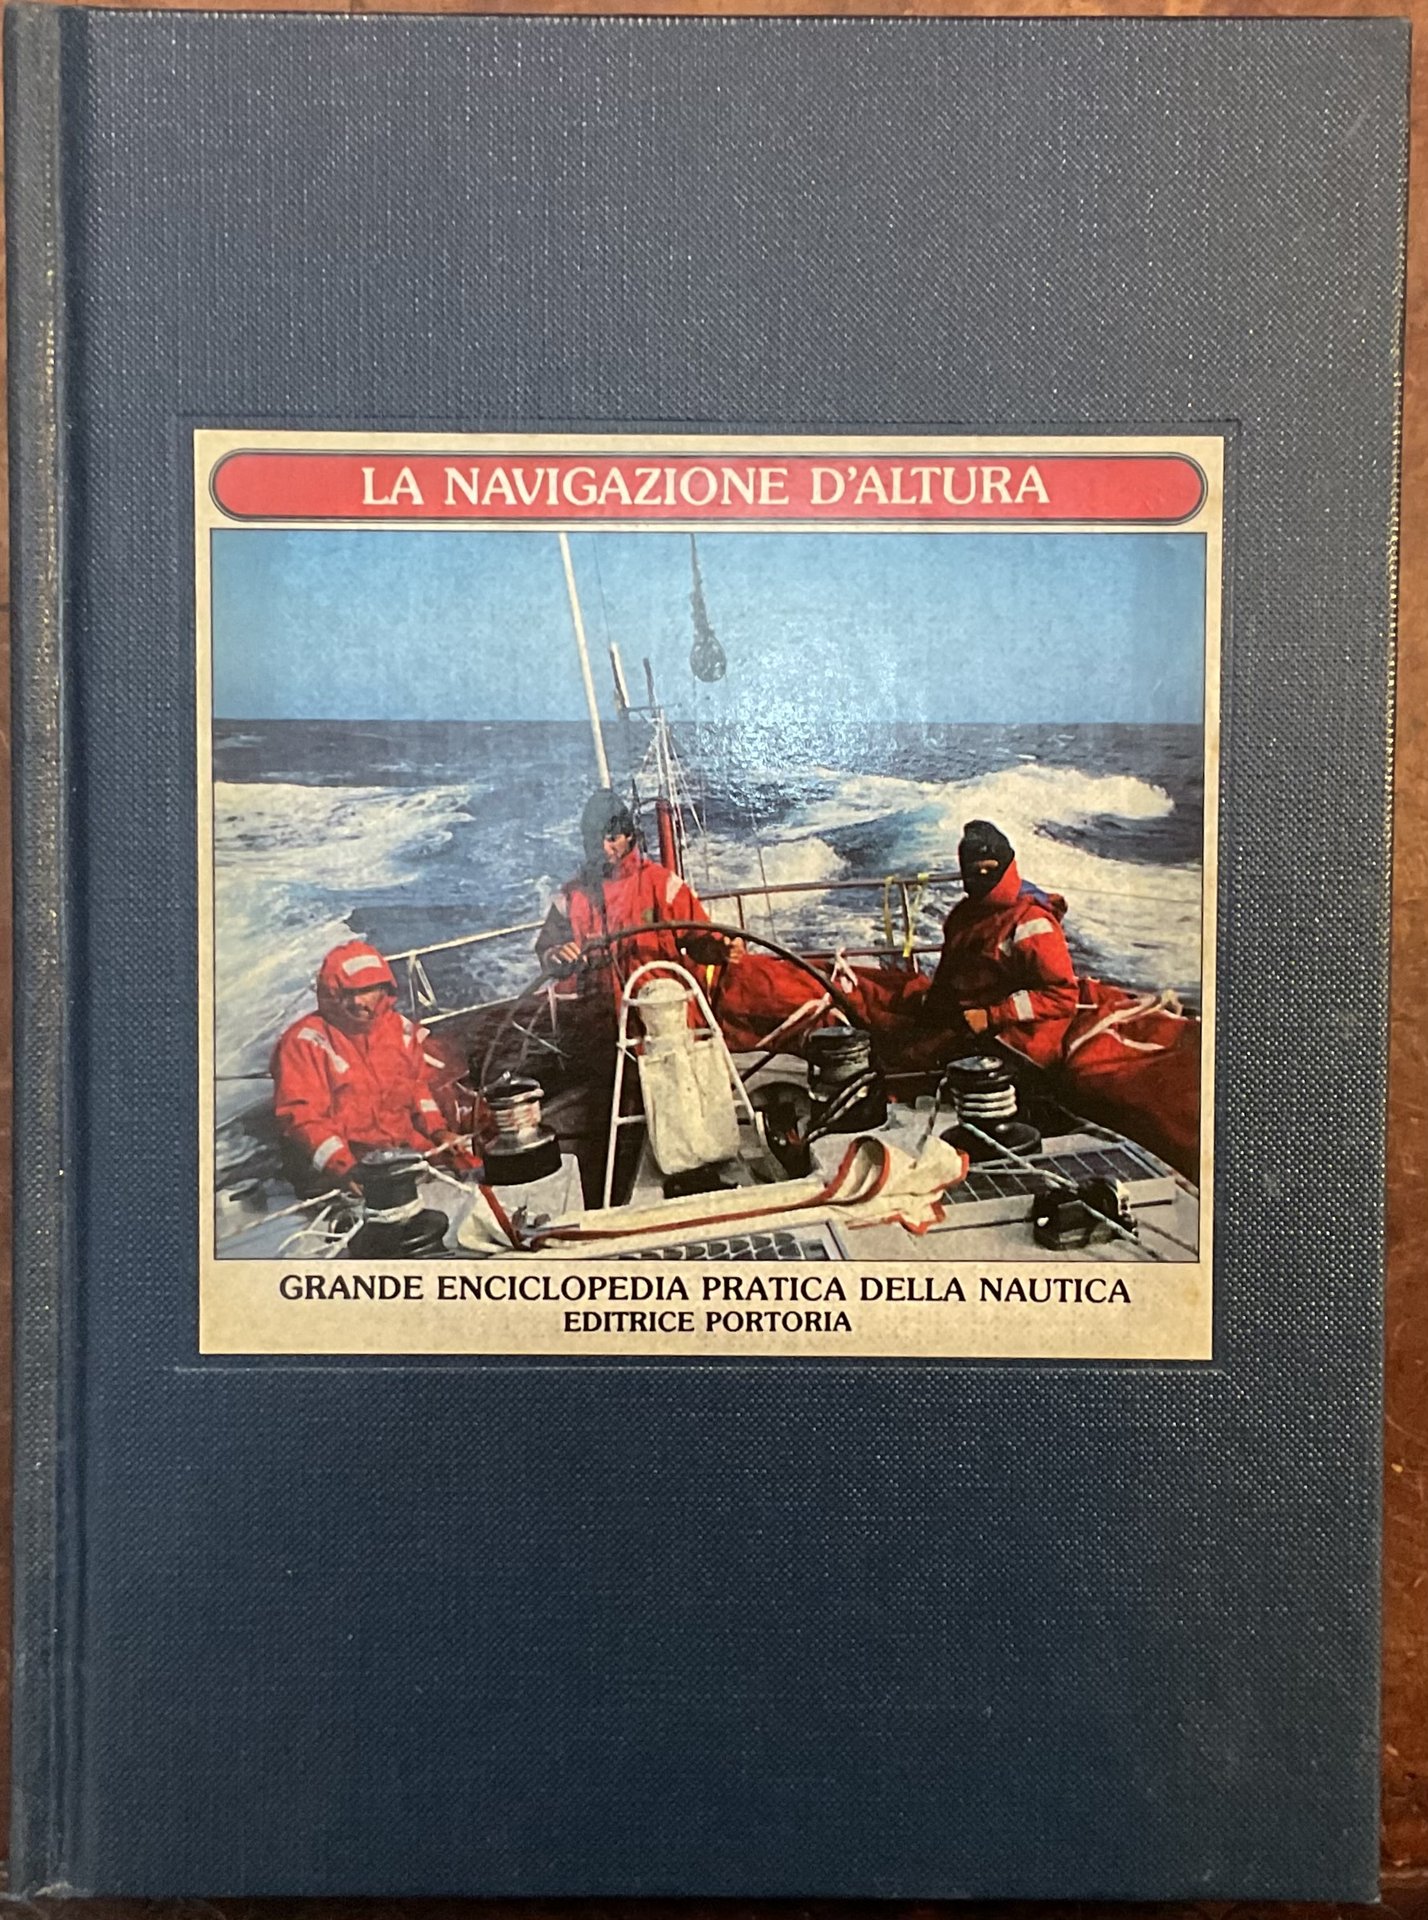 LA NAVIGAZIONE D'ALTURA
GRANDE ENCICLOPEDIA PRATICA DELLA NAUTICA
EDITRICE PORTORIA